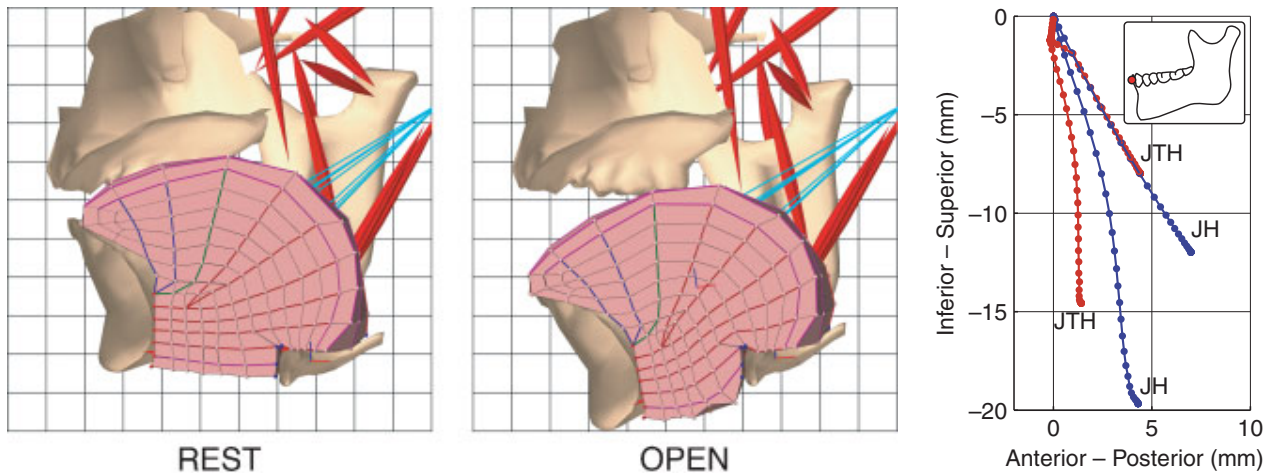 REST
OPEN
Inferior – Superior (mm)
0
−5
−10
−15
−20
JTH
JH
JTH
JH
0
5
10
Anterior – Posterior (mm)